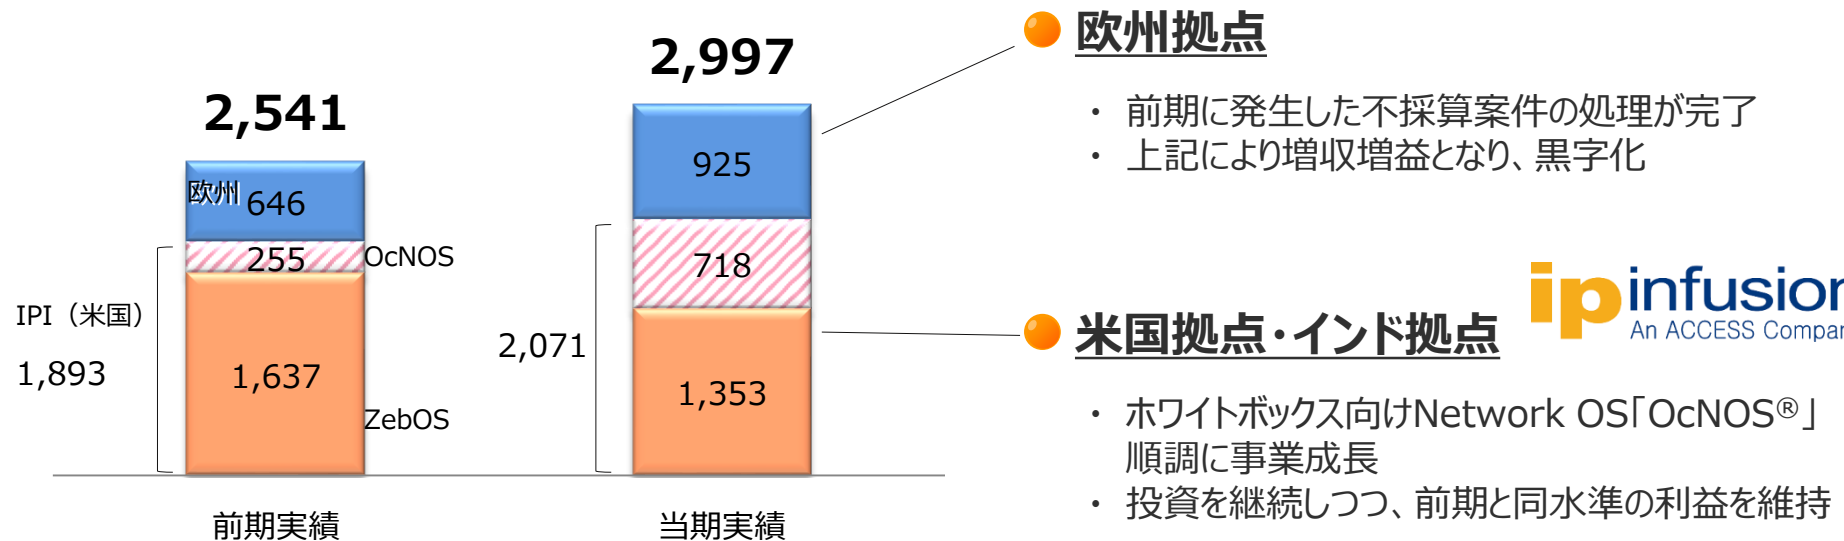 2,541
欧州 646
255 OcNOS
IPI（米国）
1,893
1,637
ZebOS
前期実績
2,997
925
718
2,071
1,353
当期実績
欧州拠点
・ 前期に発生した不採算案件の処理が完了
・ 上記により増収増益となり、黒字化
米国拠点・インド拠点
ip infusion
An ACCESS Compan
・ ホワイトボックス向けNetwork OS「OcNOS®」
順調に事業成長
・ 投資を継続しつつ、前期と同水準の利益を維持